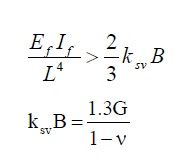 E_f I_f / L^4 > 2/3 k_sv B
k_sv B = 1.3G / 1−ν